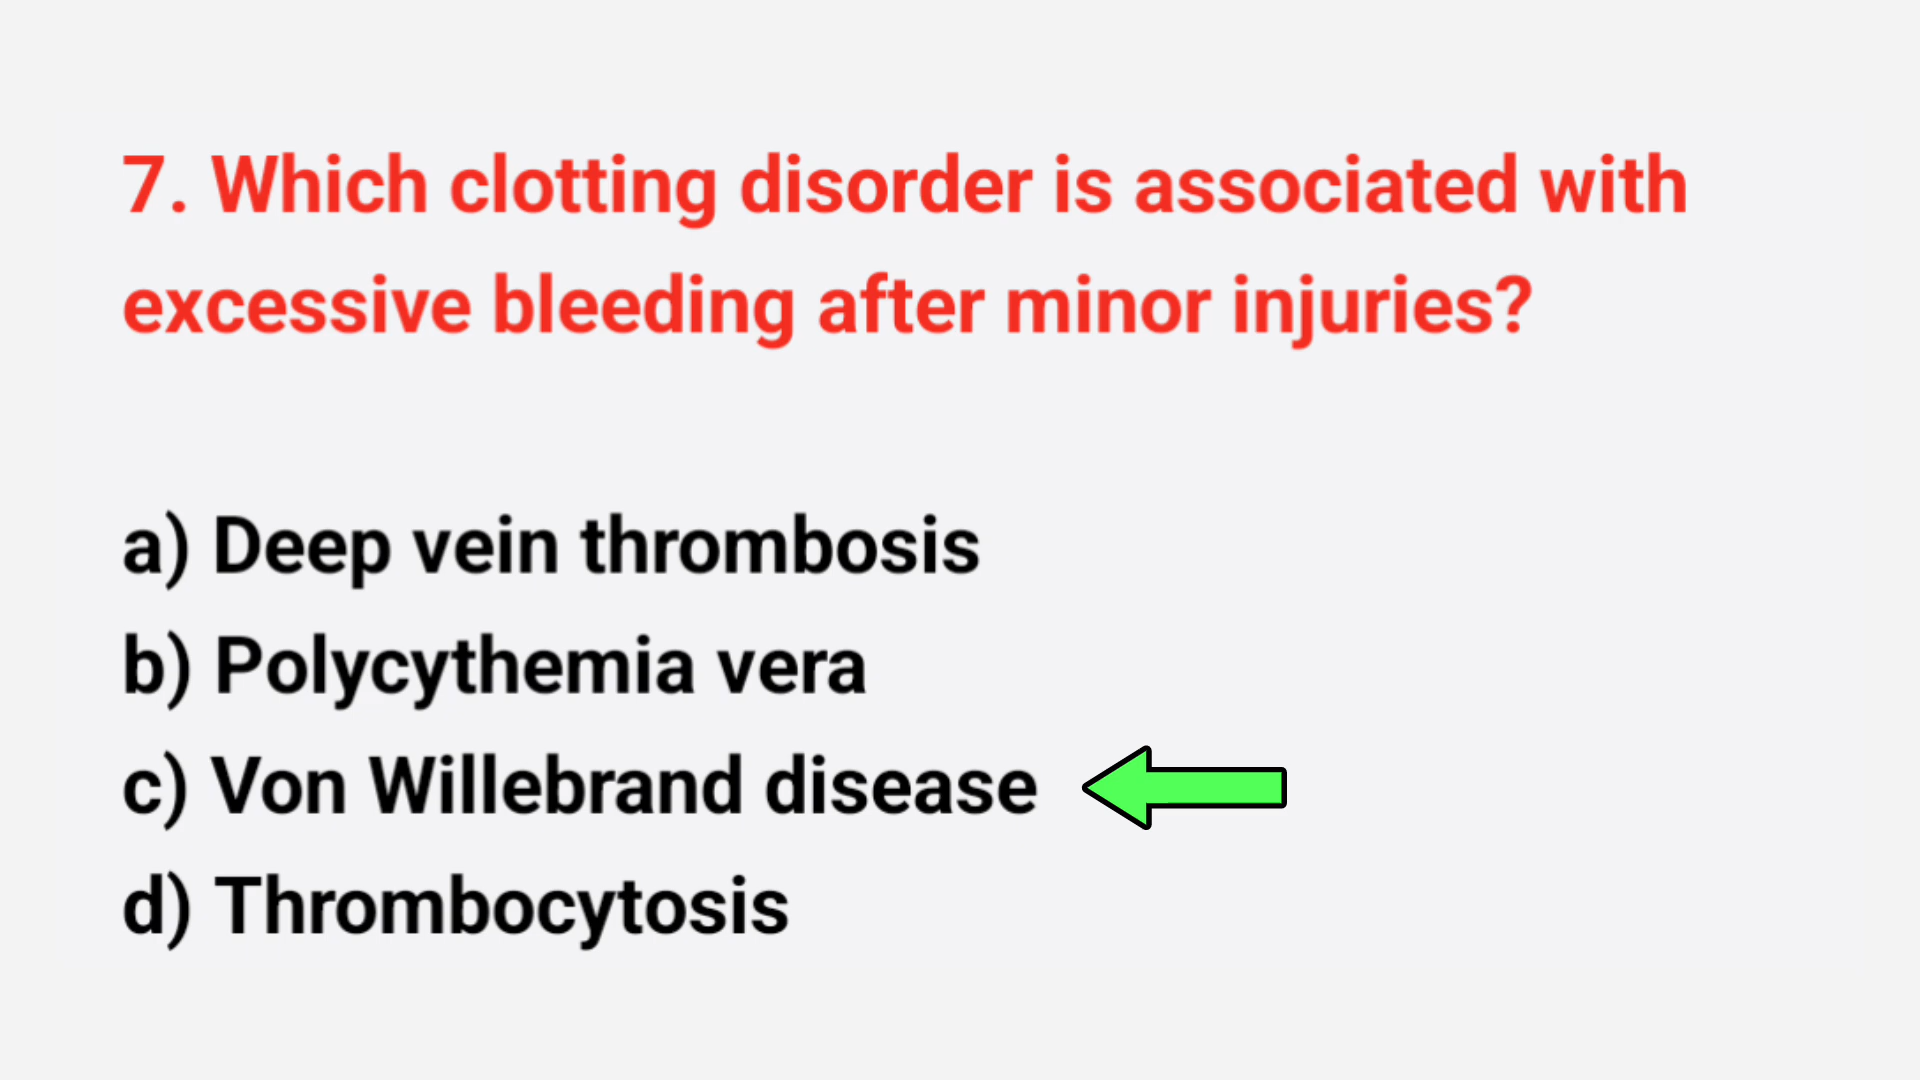 7. Which clotting disorder is associated with
excessive bleeding after minor injuries?
a) Deep vein thrombosis
b) Polycythemia vera
c) Von Willebrand disease
d) Thrombocytosis